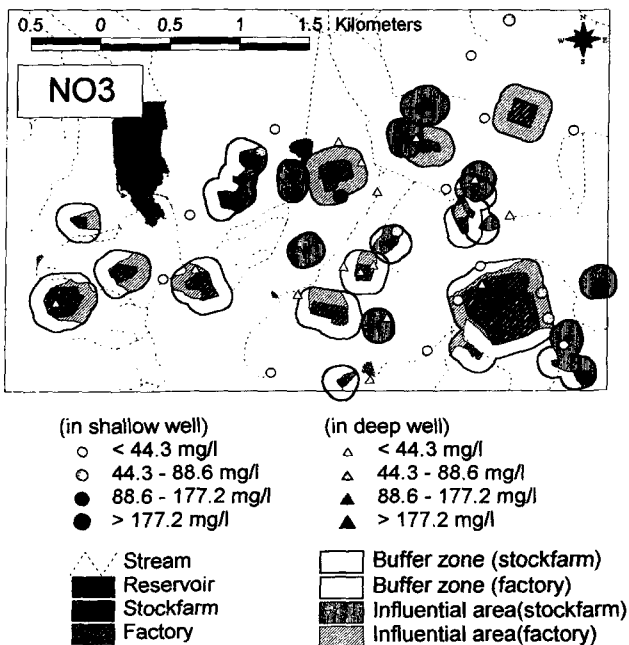 0.5 0 0.5 1 1.5 Kilometers
NO3
N
W E
S
(in shallow well)
< 44.3 mg/l
44.3 - 88.6 mg/l
88.6 - 177.2 mg/l
> 177.2 mg/l
(in deep well)
< 44.3 mg/l
44.3 - 88.6 mg/l
88.6 - 177.2 mg/l
> 177.2 mg/l
Stream
Reservoir
Stockfarm
Factory
Buffer zone (stockfarm)
Buffer zone (factory)
Influential area(stockfarm)
Influential area(factory)